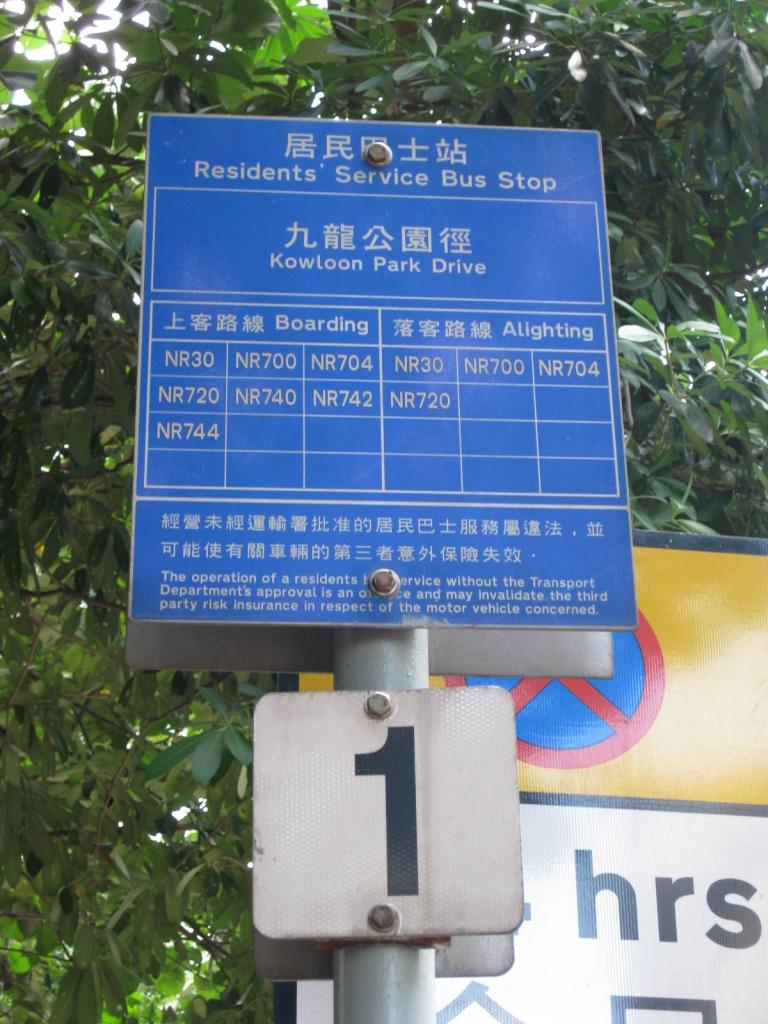 居民巴士站
Residents' Service Bus Stop
九龍公園徑
Kowloon Park Drive
上客路線 Boarding 落客路線 Alighting
NR30 NR700 NR704 NR30 NR700 NR704
NR720 NR740 NR742 NR720
NR744
經營未經運輸署批准的居民巴士服務屬違法，並
可能使有關車輛的第三者意外保險失效．
The operation of a residents service without the Transport
Department's approval is an and may invalidate the third
party risk insurance in respect of the motor vehicle concerned.
1
hrs